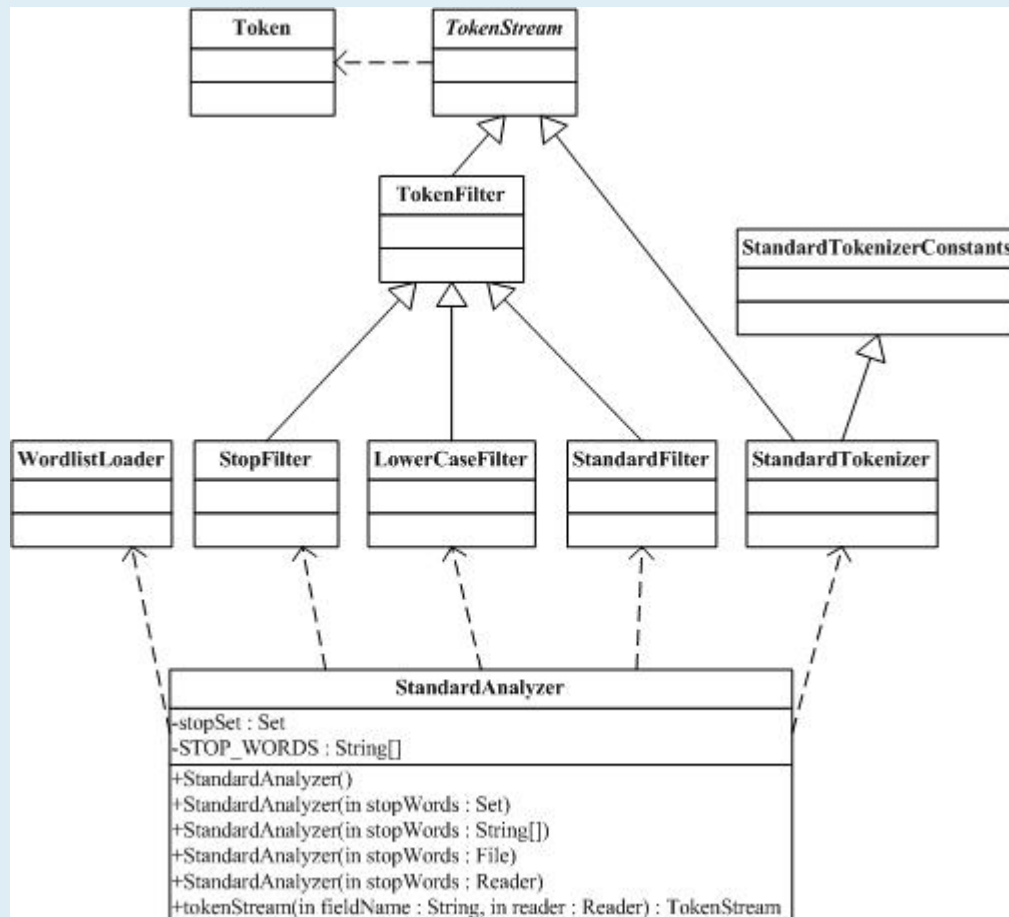 Token
TokenStream
TokenFilter
StandardTokenizerConstants
WordlistLoader
StopFilter
LowerCaseFilter
StandardFilter
StandardTokenizer
StandardAnalyzer
-stopSet : Set
-STOP_WORDS : String[]
+StandardAnalyzer()
+StandardAnalyzer(in stopWords : Set)
+StandardAnalyzer(in stopWords : String[])
+StandardAnalyzer(in stopWords : File)
+StandardAnalyzer(in stopWords : Reader)
+tokenStream(in fieldName : String, in reader : Reader) : TokenStream